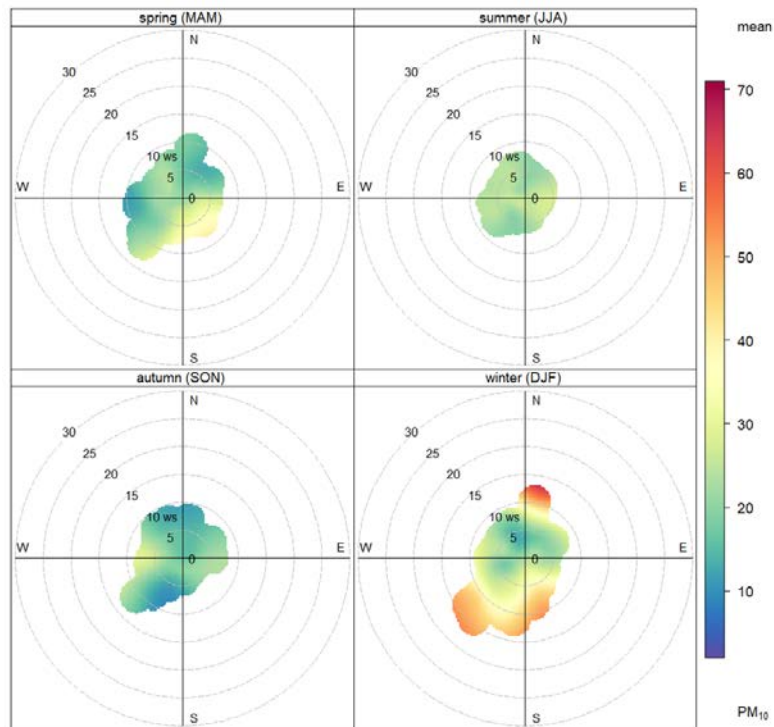 spring (MAM)
summer (JJA)
mean
N
30
25
20
15
10 ws
5
0
W
E
S
N
30
25
20
15
10 ws
5
0
W
E
S
autumn (SON)
winter (DJF)
N
30
25
20
15
10 ws
5
0
W
E
S
N
30
25
20
15
10 ws
5
0
W
E
S
70
60
50
40
30
20
10
PM₁₀